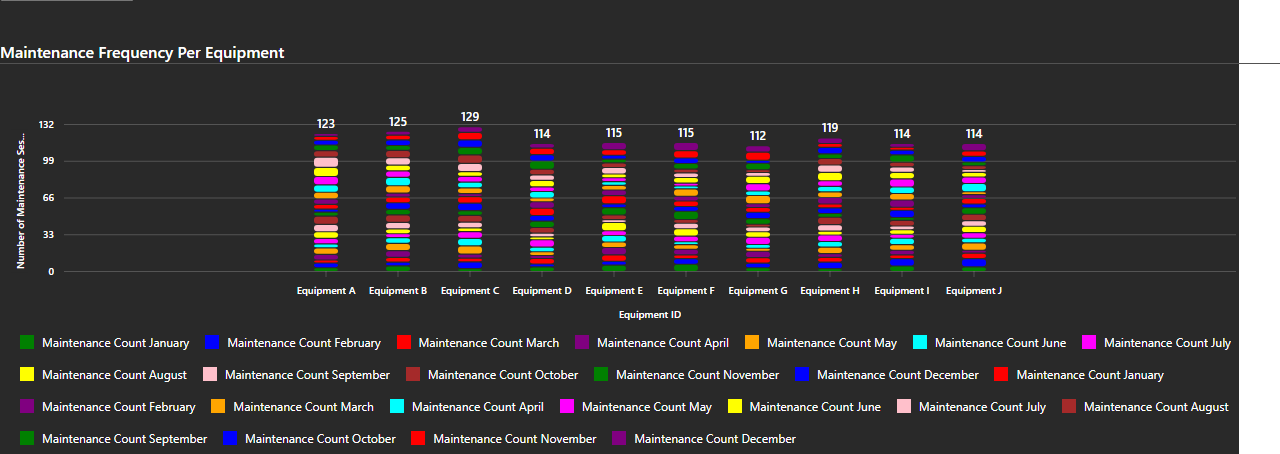 Maintenance Frequency Per Equipment
Number of Maintenance Ses...
132
99
66
33
0
123
125
129
114
115
115
112
119
114
114
Equipment A
Equipment B
Equipment C
Equipment D
Equipment E
Equipment F
Equipment G
Equipment H
Equipment I
Equipment J
Equipment ID
Maintenance Count January
Maintenance Count February
Maintenance Count March
Maintenance Count April
Maintenance Count May
Maintenance Count June
Maintenance Count July
Maintenance Count August
Maintenance Count September
Maintenance Count October
Maintenance Count November
Maintenance Count December
Maintenance Count January
Maintenance Count February
Maintenance Count March
Maintenance Count April
Maintenance Count May
Maintenance Count June
Maintenance Count July
Maintenance Count August
Maintenance Count September
Maintenance Count October
Maintenance Count November
Maintenance Count December